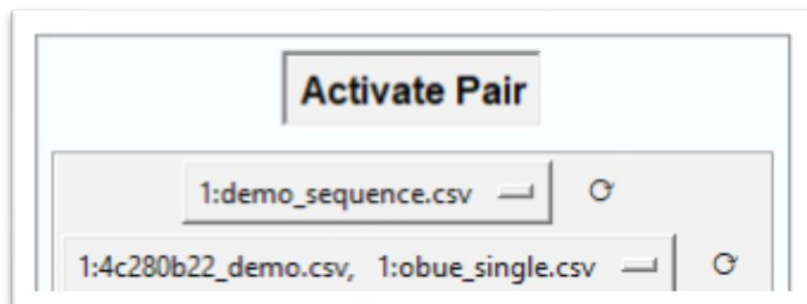 Activate Pair
1:demo_sequence.csv
1:4c280b22_demo.csv, 1:obue_single.csv